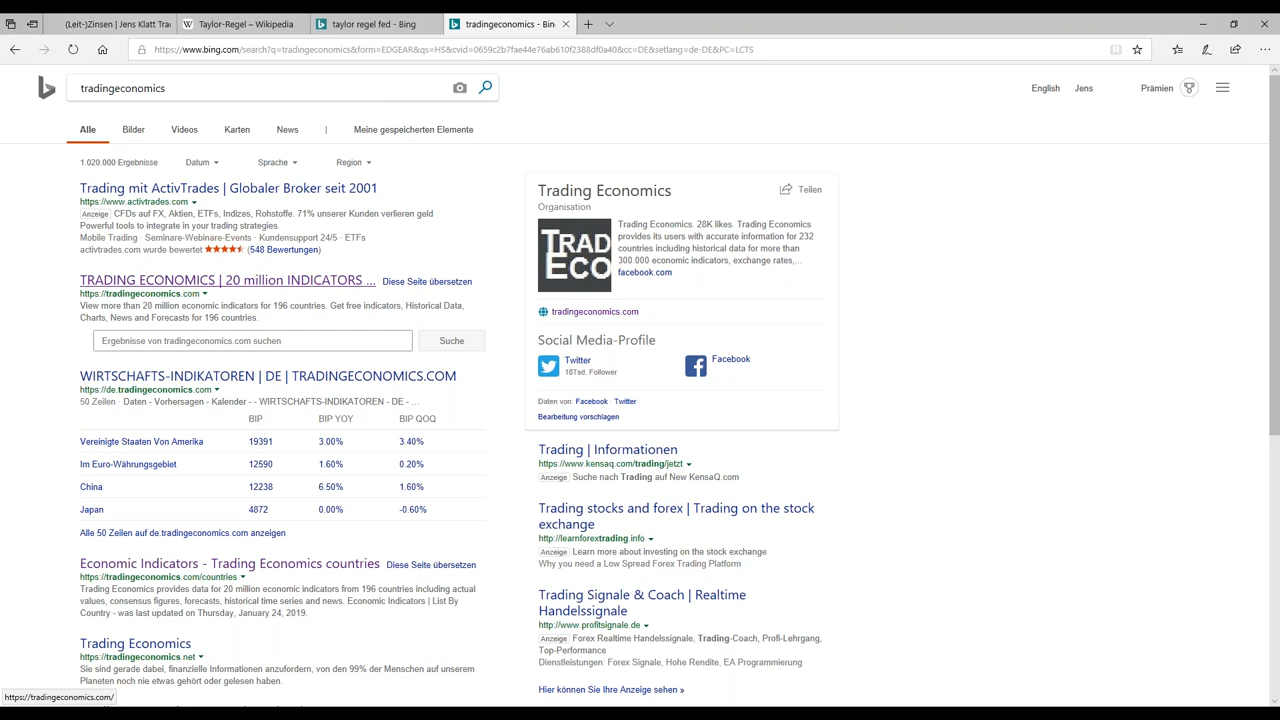 (Leit-)Zinsen | Jens Klatt Tra
Taylor-Regel – Wikipedia
taylor regel fed - Bing
tradingeconomics - Bin
https://www.bing.com/search?q=tradingeconomics&form=EDGEAR&qs=HS&cvid=0659c2b7fae44e76ab610f2388df0a40&cc=DE&setlang=de-DE&PC=LCTS
tradingeconomics
English
Jens
Prämien
Alle
Bilder
Videos
Karten
News
|
Meine gespeicherten Elemente
1.020.000 Ergebnisse
Datum
Sprache
Region
Trading mit ActivTrades | Globaler Broker seit 2001
https://www.activtrades.com
Anzeige CFDs auf FX, Aktien, ETFs, Indizes, Rohstoffe. 71% unserer Kunden verlieren geld
Powerful tools to integrate in your trading strategies.
Mobile Trading · Seminare-Webinare-Events · Kundensupport 24/5 · ETFs
activtrades.com wurde bewertet (548 Bewertungen)
TRADING ECONOMICS | 20 million INDICATORS ... Diese Seite übersetzen
https://tradingeconomics.com
View more than 20 million economic indicators for 196 countries. Get free indicators, Historical Data,
Charts, News and Forecasts for 196 countries.
Ergebnisse von tradingeconomics.com suchen
Suche
WIRTSCHAFTS-INDIKATOREN | DE | TRADINGECONOMICS.COM
https://de.tradingeconomics.com
50 Zeilen · Daten - Vorhersagen - Kalender - - WIRTSCHAFTS-INDIKATOREN - DE - ...
BIP BIP YOY BIP QOQ
Vereinigte Staaten Von Amerika 19391 3.00% 3.40%
Im Euro-Währungsgebiet 12590 1.60% 0.20%
China 12238 6.50% 1.60%
Japan 4872 0.00% -0.60%
Alle 50 Zeilen auf de.tradingeconomics.com anzeigen
Economic Indicators - Trading Economics countries Diese Seite übersetzen
https://tradingeconomics.com/countries
Trading Economics provides data for 20 million economic indicators from 196 countries including actual
values, consensus figures, forecasts, historical time series and news. Economic Indicators | List By
Country - was last updated on Thursday, January 24, 2019.
Trading Economics
https://tradingeconomics.net
Sie sind gerade dabei, finanzielle Informationen anzufordern, von den 99% der Menschen auf unserem
Planeten noch nie etwas gehört oder gelesen haben.
https://tradingeconomics.com/
Trading Economics
Teilen
Organisation
TRAD
ECO
Trading Economics. 28K likes. Trading Economics
provides its users with accurate information for 232
countries including historical data for more than
300.000 economic indicators, exchange rates,...
facebook.com
tradingeconomics.com
Social Media-Profile
Twitter
18Tsd. Follower
Facebook
Daten von: Facebook · Twitter
Bearbeitung vorschlagen
Trading | Informationen
https://www.kensaq.com/trading/jetzt
Anzeige Suche nach Trading auf New KensaQ.com
Trading stocks and forex | Trading on the stock
exchange
http://learnforextrading.info
Anzeige Learn more about investing on the stock exchange
Why you need a Low Spread Forex Trading Platform
Trading Signale & Coach | Realtime
Handelssignale
http://www.profitsignale.de
Anzeige Forex Realtime Handelssignale, Trading-Coach, Profi-Lehrgang,
Top-Performance
Dienstleistungen: Forex Signale, Hohe Rendite, EA Programmierung
Hier können Sie Ihre Anzeige sehen »